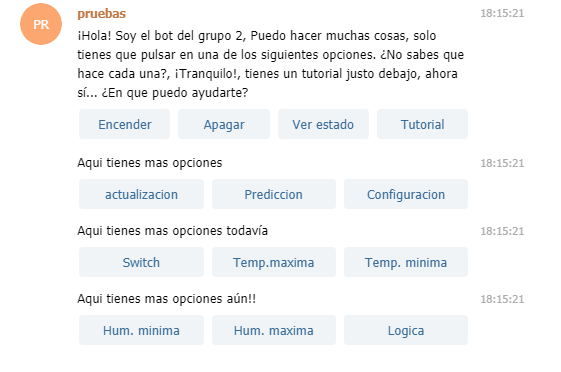 PR
pruebas 18:15:21
¡Hola! Soy el bot del grupo 2, Puedo hacer muchas cosas, solo
tienes que pulsar en una de los siguientes opciones. ¿No sabes que
hace cada una?, ¡Tranquilo!, tienes un tutorial justo debajo, ahora
sí... ¿En que puedo ayudarte?
Encender Apagar Ver estado Tutorial
Aqui tienes mas opciones 18:15:21
actualizacion Prediccion Configuracion
Aqui tienes mas opciones todavía 18:15:21
Switch Temp.maxima Temp. minima
Aqui tienes mas opciones aún!! 18:15:21
Hum. minima Hum. maxima Logica